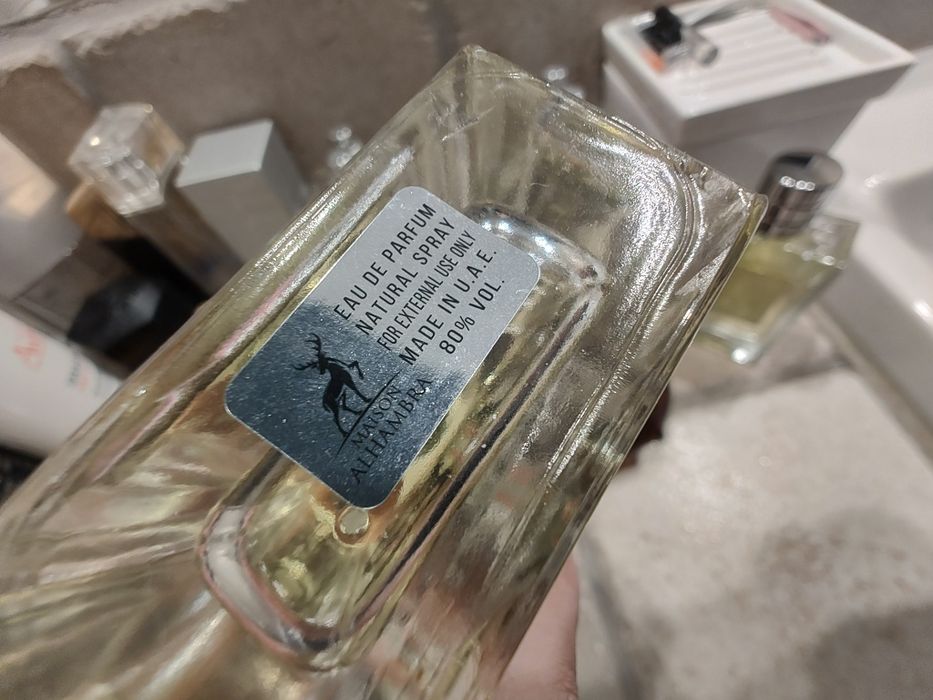 EAU DE PARFUM
NATURAL SPRAY
FOR EXTERNAL USE ONLY
MADE IN U.A.E.
80% VOL.
MAISON
ALHAMBRA